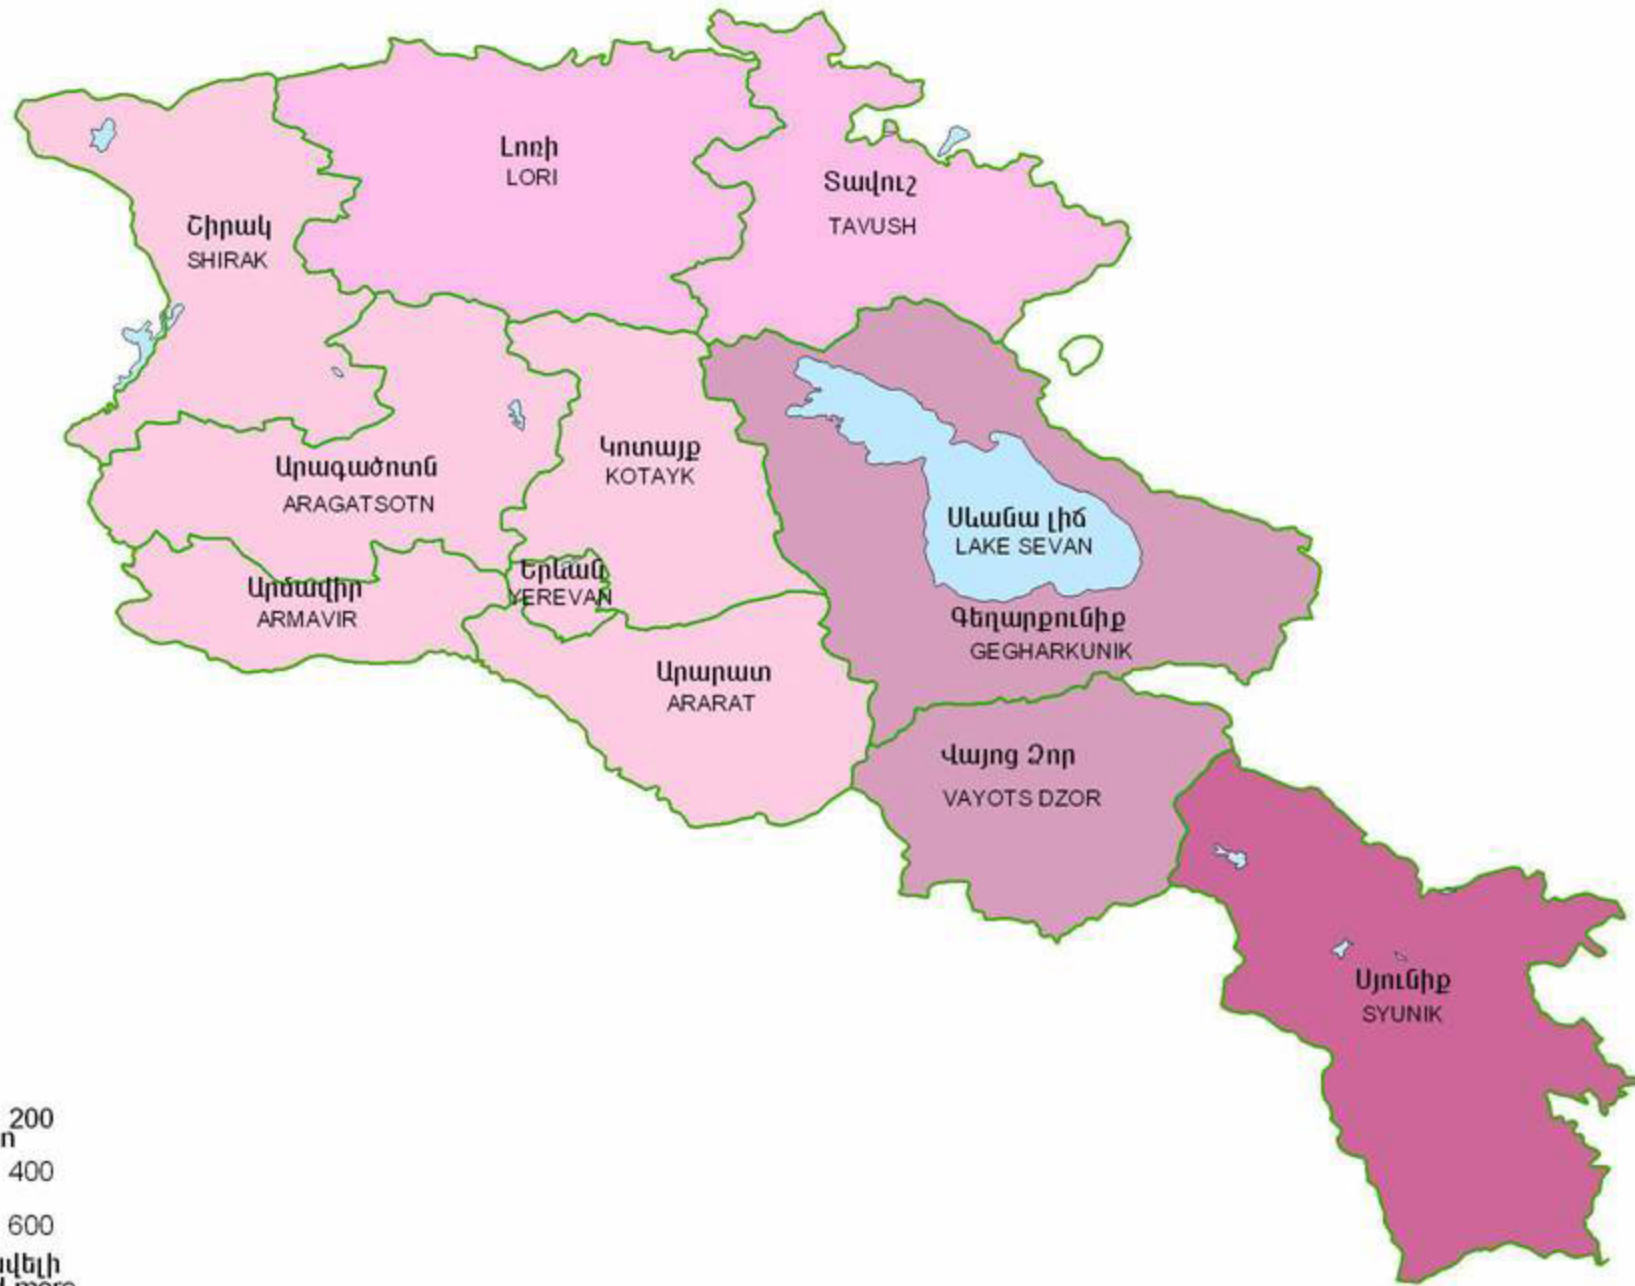 Լոռի
LORI
Տավուշ
TAVUSH
Շիրակ
SHIRAK
Կոտայք
KOTAYK
Արագածոտն
ARAGATSOTN
Սևանա լիճ
LAKE SEVAN
Երևան
YEREVAN
Արմավիր
ARMAVIR
Գեղարքունիք
GEGHARKUNIK
Արարատ
ARARAT
Վայոց Ձոր
VAYOTS DZOR
Սյունիք
SYUNIK
200
400
600